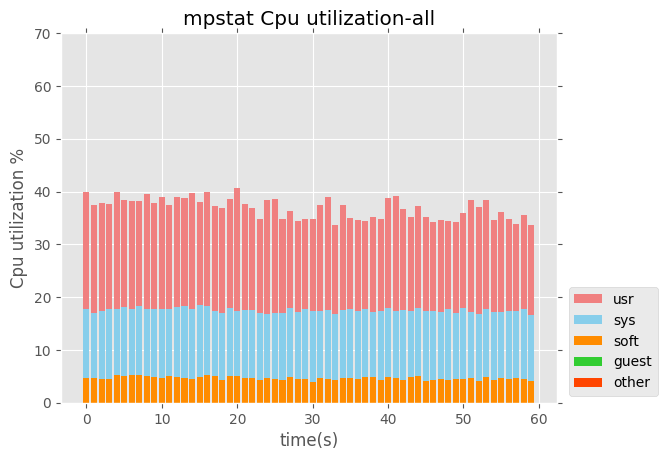 mpstat Cpu utilization-all
70
60
50
40
30
20
10
0
Cpu utilization %
0 10 20 30 40 50 60
time(s)
usr
sys
soft
guest
other